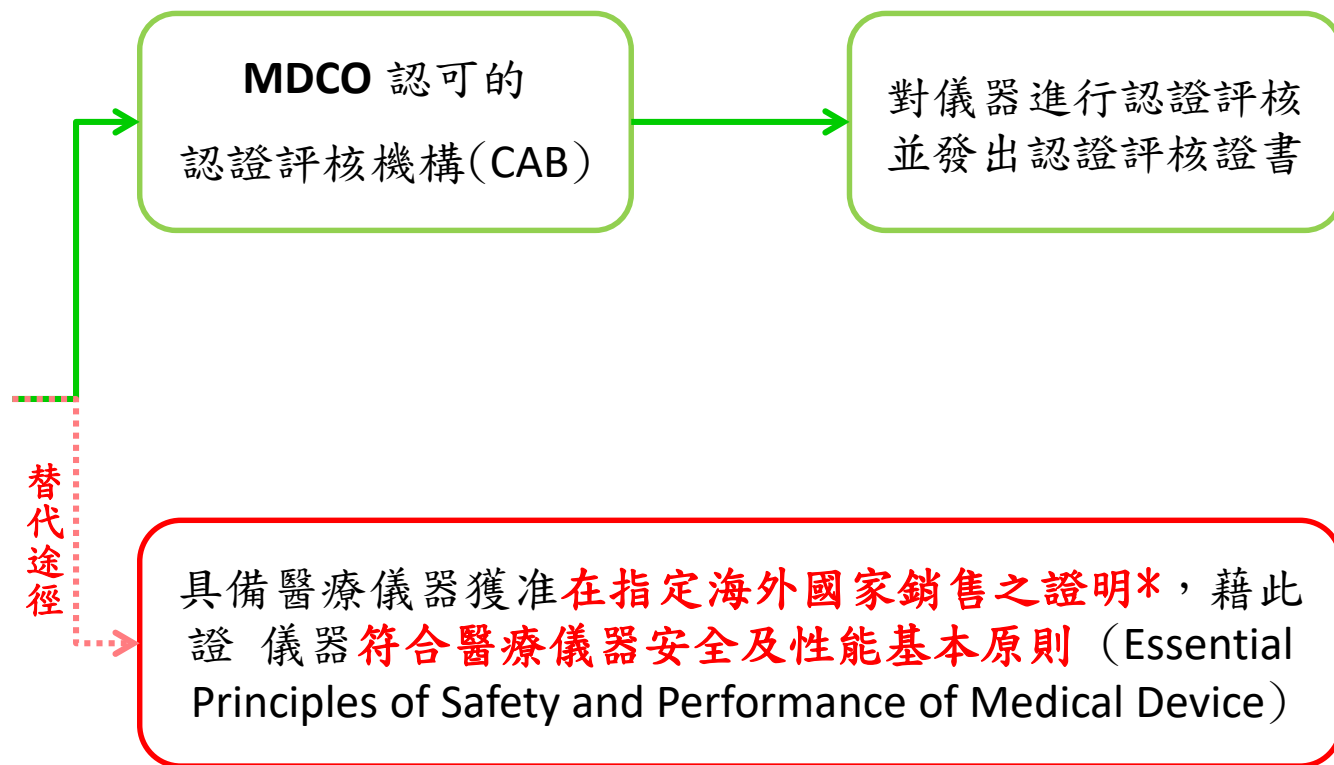 MDCO 認可的
認證評核機構(CAB)
對儀器進行認證評核
並發出認證評核證書
替代途徑
具備醫療儀器獲准在指定海外國家銷售之證明*，藉此
證 儀器符合醫療儀器安全及性能基本原則（Essential
Principles of Safety and Performance of Medical Device）